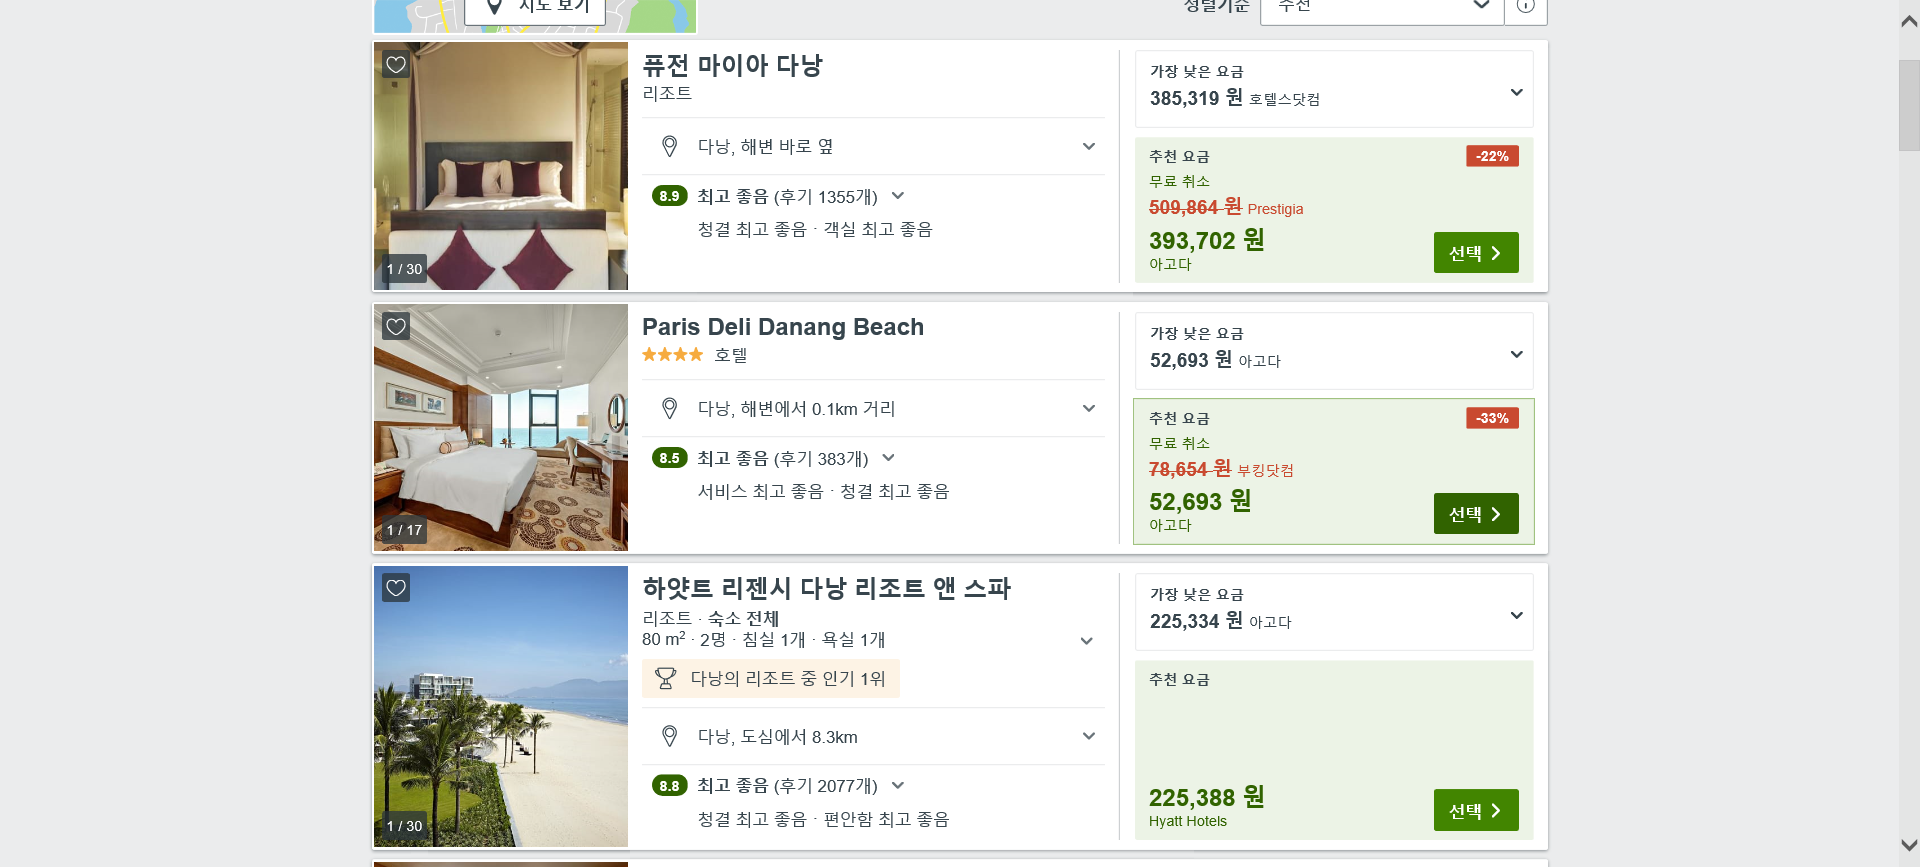 지도 보기
정렬기준
추천
퓨전 마이아 다낭
리조트
다낭, 해변 바로 옆
8.9 최고 좋음 (후기 1355개)
청결 최고 좋음 · 객실 최고 좋음
1 / 30
가장 낮은 요금
385,319 원 호텔스닷컴
추천 요금
-22%
무료 취소
509,864 원 Prestigia
393,702 원
아고다
선택
Paris Deli Danang Beach
호텔
다낭, 해변에서 0.1km 거리
8.5 최고 좋음 (후기 383개)
서비스 최고 좋음 · 청결 최고 좋음
1 / 17
가장 낮은 요금
52,693 원 아고다
추천 요금
-33%
무료 취소
78,654 원 부킹닷컴
52,693 원
아고다
선택
하얏트 리젠시 다낭 리조트 앤 스파
리조트 · 숙소 전체
80 m² · 2명 · 침실 1개 · 욕실 1개
다낭의 리조트 중 인기 1위
다낭, 도심에서 8.3km
8.8 최고 좋음 (후기 2077개)
청결 최고 좋음 · 편안함 최고 좋음
1 / 30
가장 낮은 요금
225,334 원 아고다
추천 요금
225,388 원
Hyatt Hotels
선택